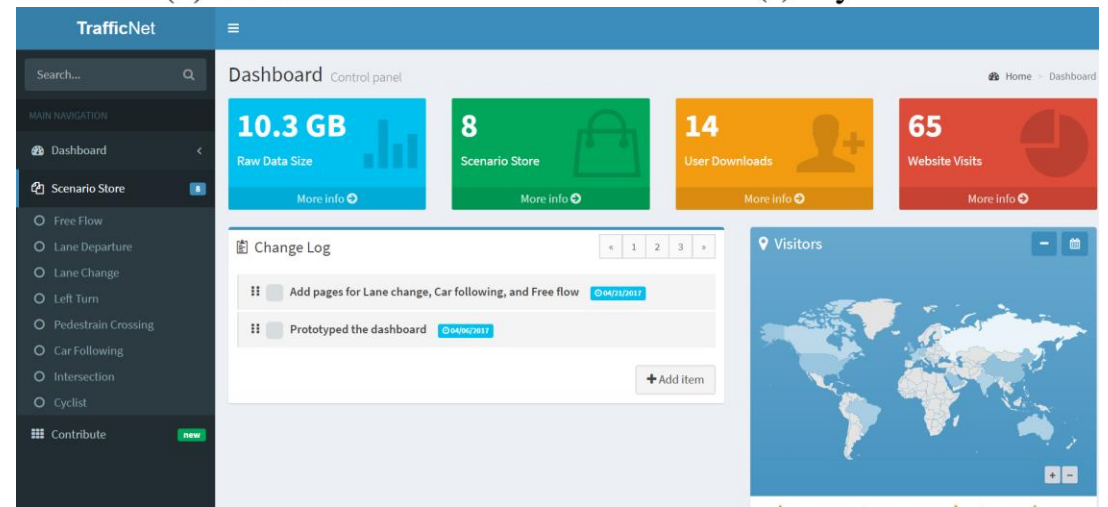 TrafficNet
Search...
MAIN NAVIGATION
Dashboard
Scenario Store 8
Free Flow
Lane Departure
Lane Change
Left Turn
Pedestrain Crossing
Car Following
Intersection
Cyclist
Contribute new
Dashboard Control panel
Home > Dashboard
10.3 GB
Raw Data Size
More info
8
Scenario Store
More info
14
User Downloads
More info
65
Website Visits
More info
Change Log
« 1 2 3 »
Add pages for Lane change, Car following, and Free flow 04/21/2017
Prototyped the dashboard 04/06/2017
+ Add item
Visitors
+ −